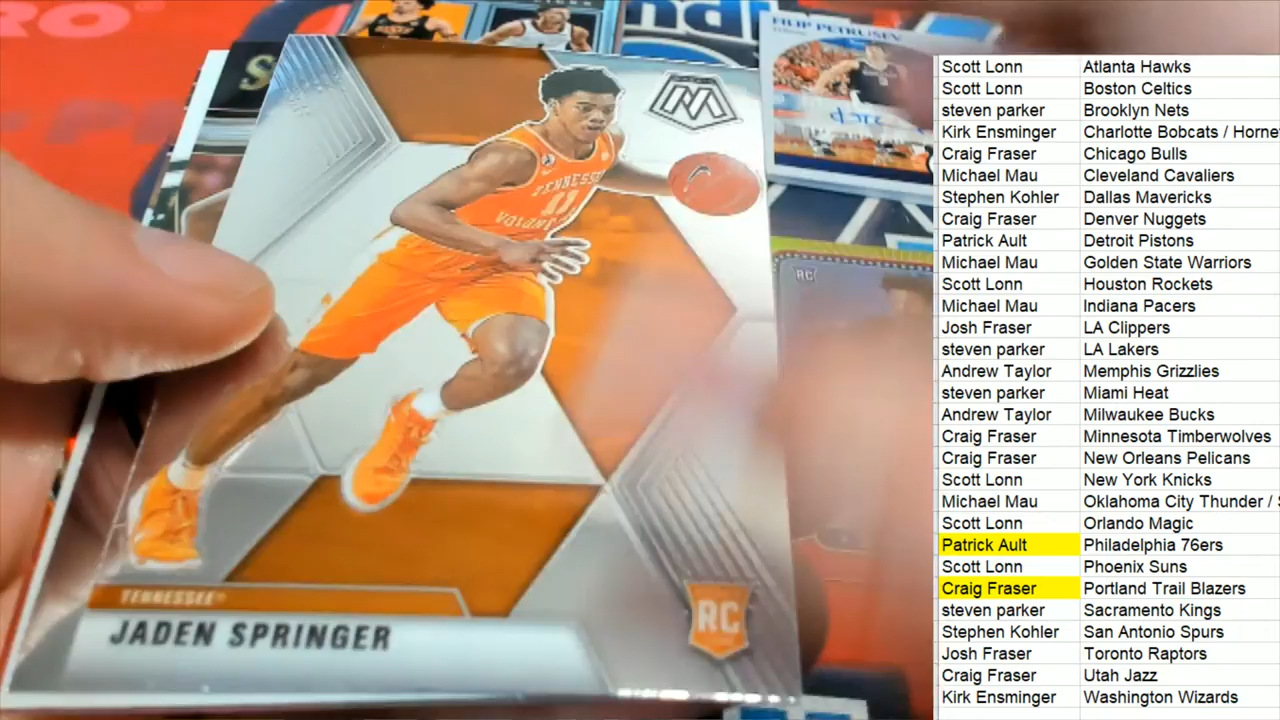 FILIP PETRUSEV
RC
TENNESSEE
11
VOLUN
TENNESSEE
JADEN SPRINGER
RC
Scott Lonn Atlanta Hawks
Scott Lonn Boston Celtics
steven parker Brooklyn Nets
Kirk Ensminger Charlotte Bobcats / Horne
Craig Fraser Chicago Bulls
Michael Mau Cleveland Cavaliers
Stephen Kohler Dallas Mavericks
Craig Fraser Denver Nuggets
Patrick Ault Detroit Pistons
Michael Mau Golden State Warriors
Scott Lonn Houston Rockets
Michael Mau Indiana Pacers
Josh Fraser LA Clippers
steven parker LA Lakers
Andrew Taylor Memphis Grizzlies
steven parker Miami Heat
Andrew Taylor Milwaukee Bucks
Craig Fraser Minnesota Timberwolves
Craig Fraser New Orleans Pelicans
Scott Lonn New York Knicks
Michael Mau Oklahoma City Thunder /
Scott Lonn Orlando Magic
Patrick Ault Philadelphia 76ers
Scott Lonn Phoenix Suns
Craig Fraser Portland Trail Blazers
steven parker Sacramento Kings
Stephen Kohler San Antonio Spurs
Josh Fraser Toronto Raptors
Craig Fraser Utah Jazz
Kirk Ensminger Washington Wizards